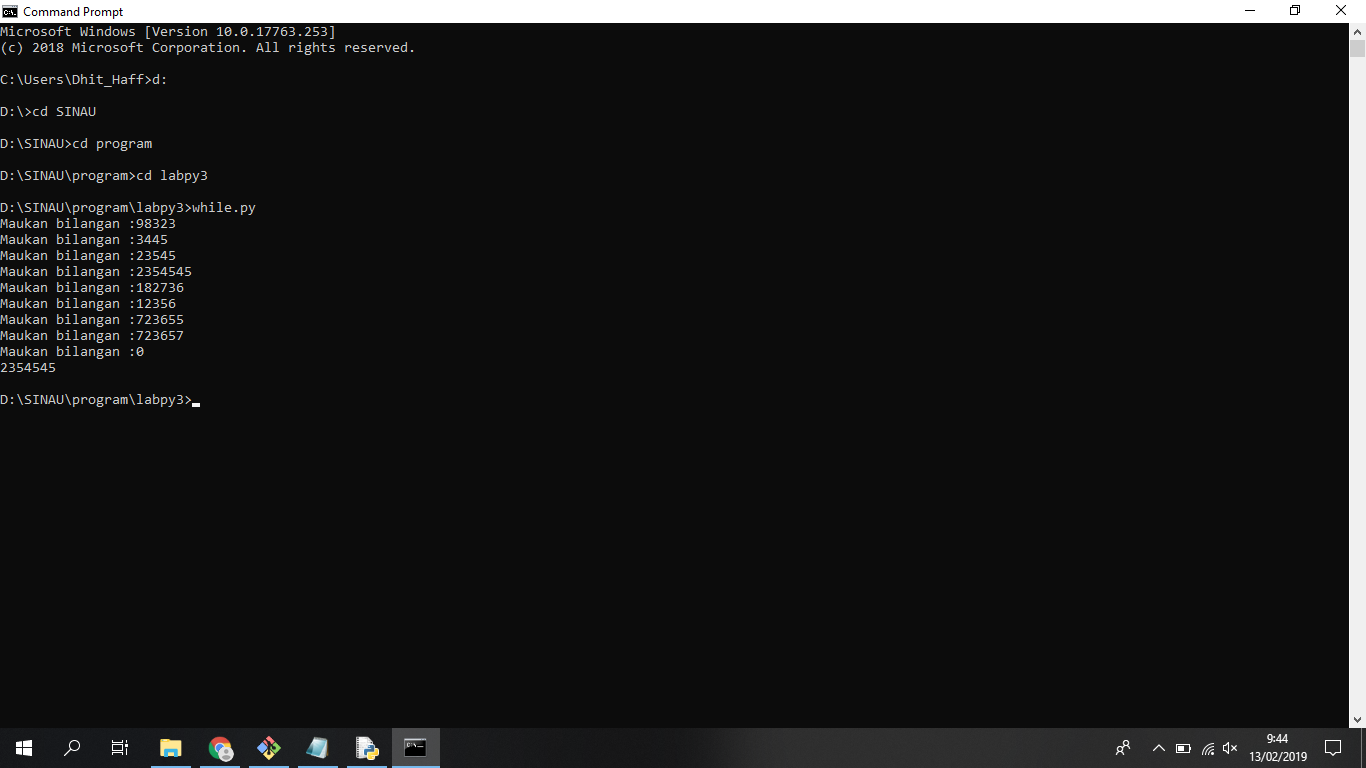 Command Prompt
Microsoft Windows [Version 10.0.17763.253]
(c) 2018 Microsoft Corporation. All rights reserved.
C:\Users\Dhit_Haff>d:
D:\>cd SINAU
D:\SINAU>cd program
D:\SINAU\program>cd labpy3
D:\SINAU\program\labpy3>while.py
Maukan bilangan :98323
Maukan bilangan :3445
Maukan bilangan :23545
Maukan bilangan :2354545
Maukan bilangan :182736
Maukan bilangan :12356
Maukan bilangan :723655
Maukan bilangan :723657
Maukan bilangan :0
2354545
D:\SINAU\program\labpy3>
9:44
13/02/2019